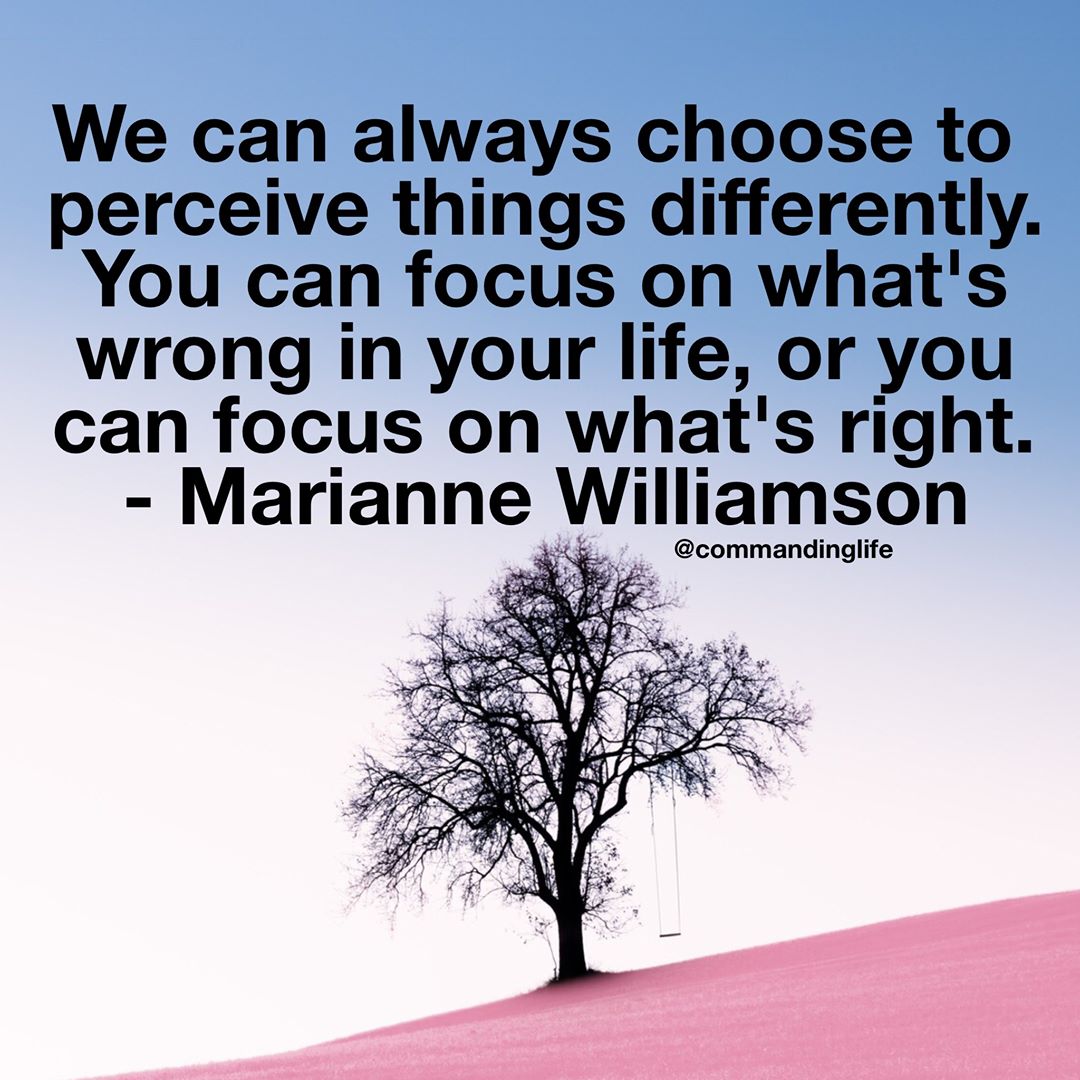 We can always choose to
perceive things differently.
You can focus on what's
wrong in your life, or you
can focus on what's right.
- Marianne Williamson
@commandinglife